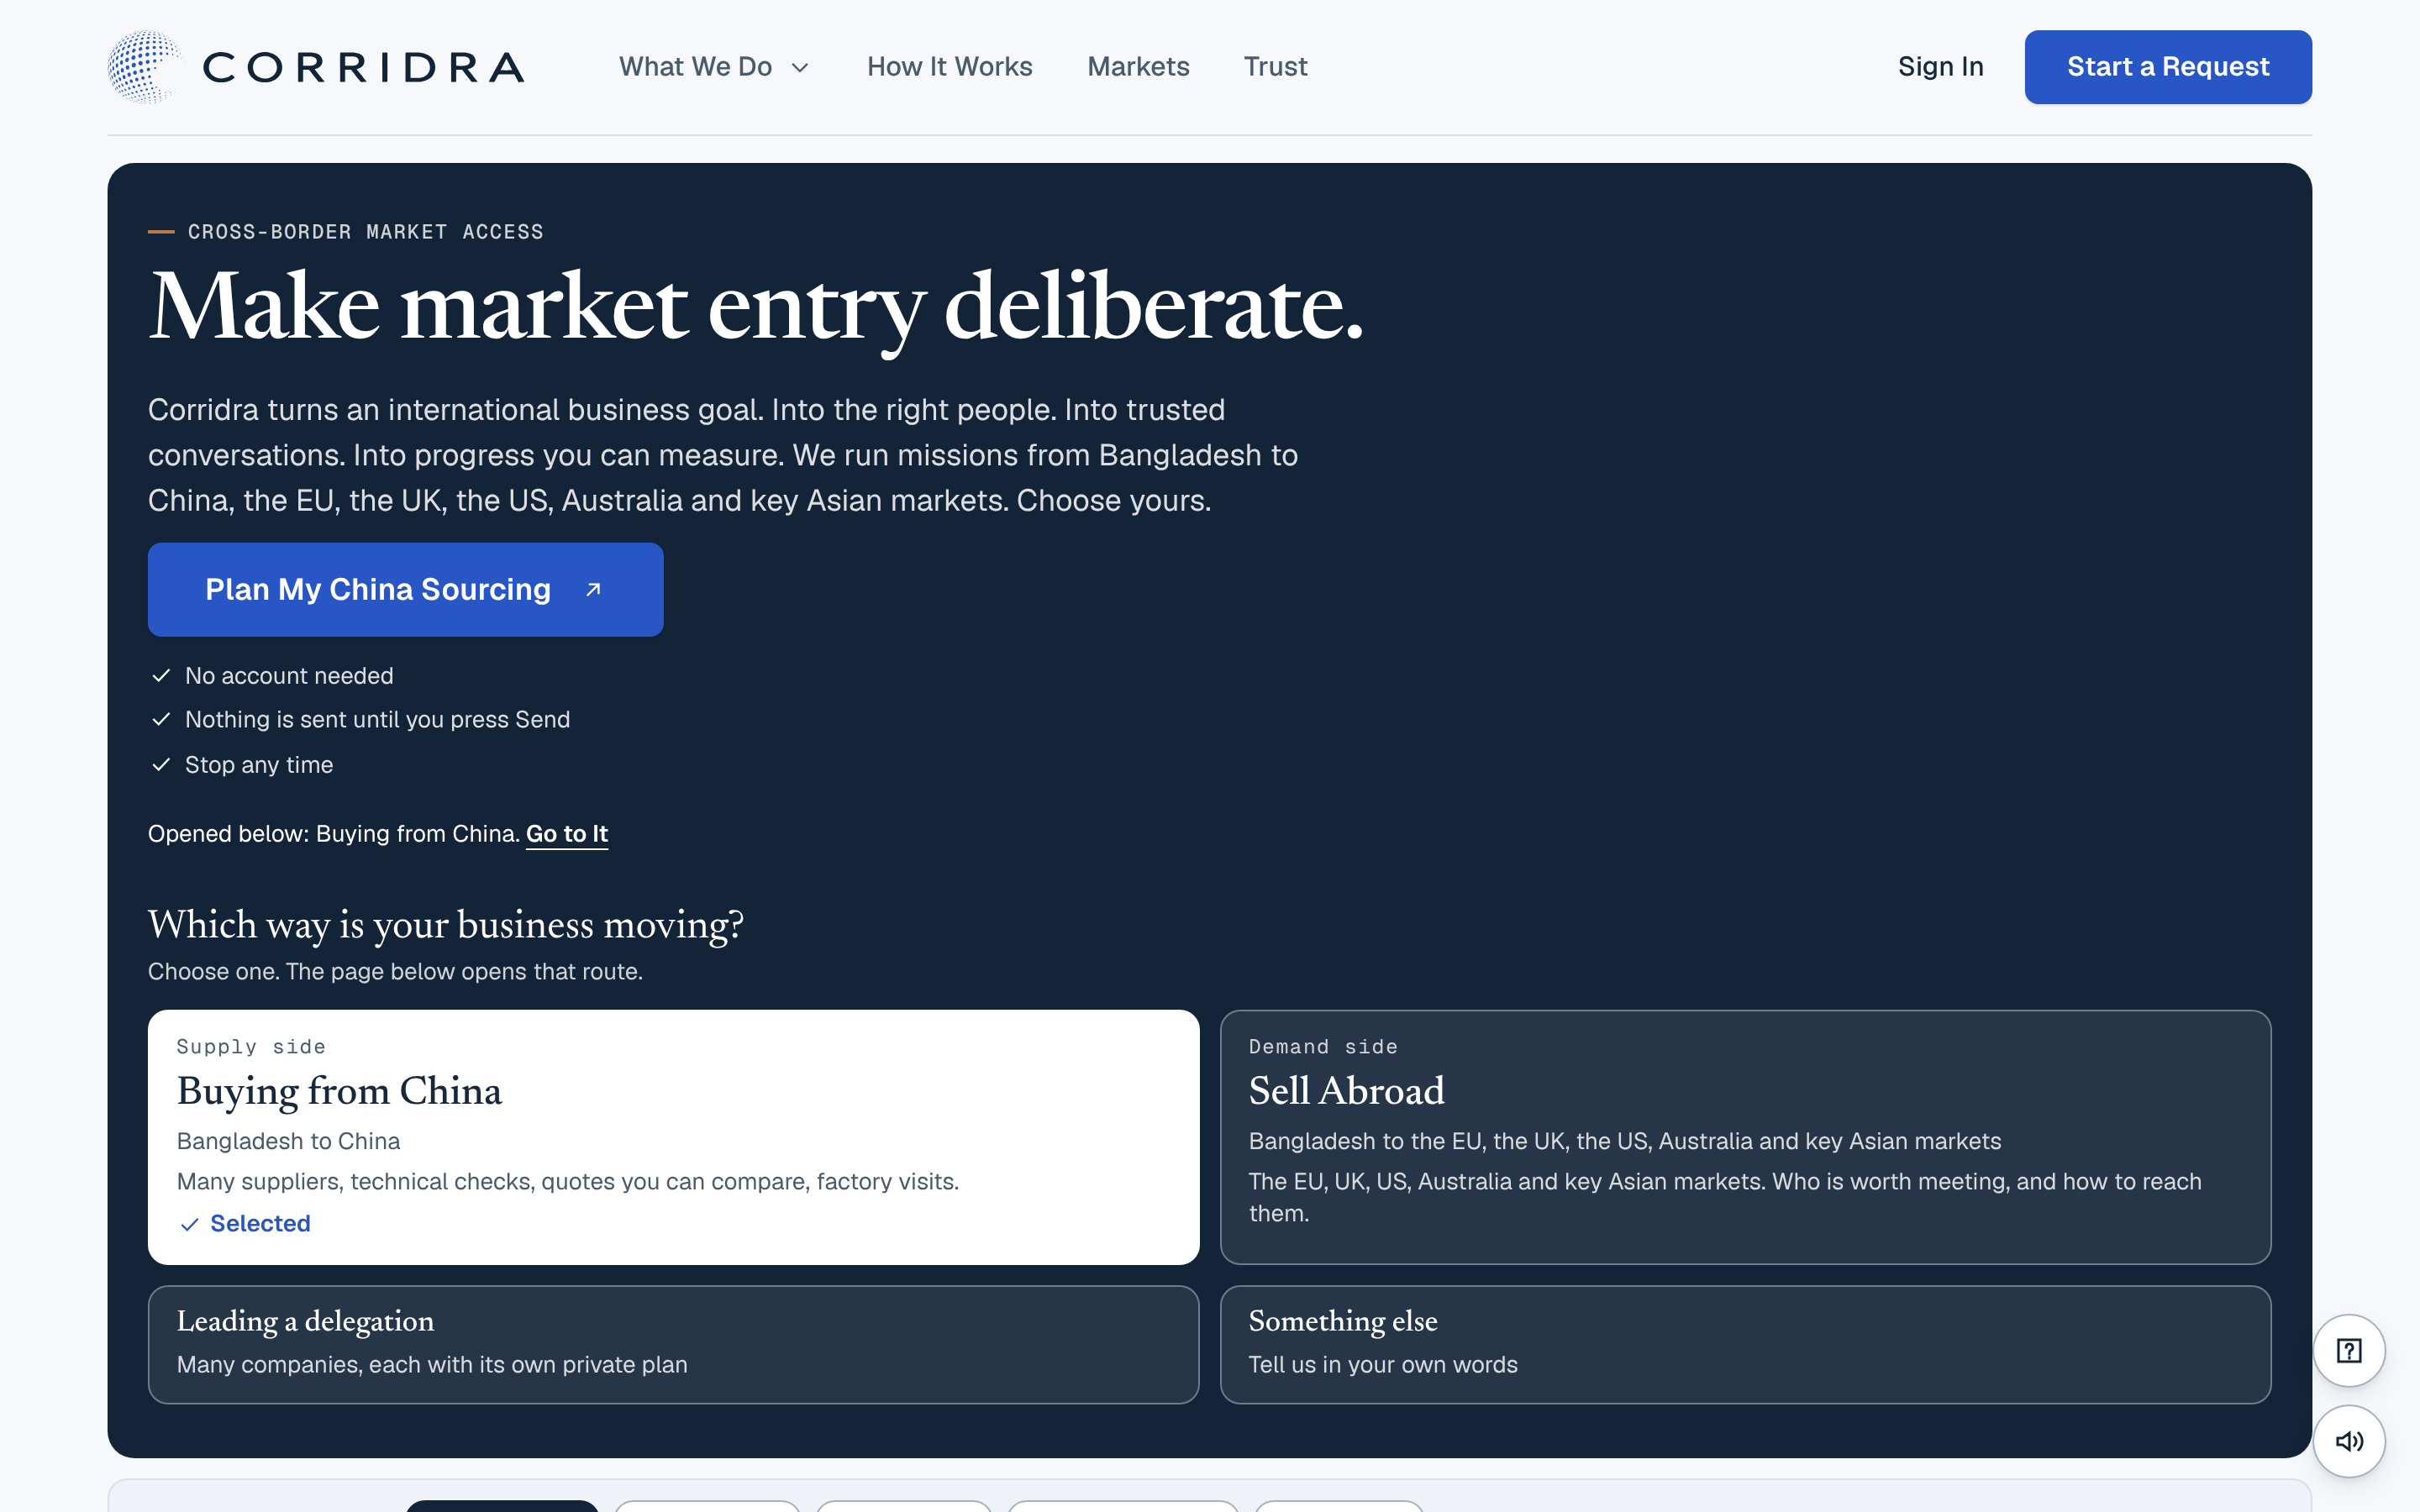 CORRIDRA
What We Do
How It Works
Markets
Trust
Sign In
Start a Request
CROSS-BORDER MARKET ACCESS
Make market entry deliberate.
Corridra turns an international business goal. Into the right people. Into trusted
conversations. Into progress you can measure. We run missions from Bangladesh to
China, the EU, the UK, the US, Australia and key Asian markets. Choose yours.
Plan My China Sourcing
No account needed
Nothing is sent until you press Send
Stop any time
Opened below: Buying from China. Go to It
Which way is your business moving?
Choose one. The page below opens that route.
Supply side
Buying from China
Bangladesh to China
Many suppliers, technical checks, quotes you can compare, factory visits.
Selected
Demand side
Sell Abroad
Bangladesh to the EU, the UK, the US, Australia and key Asian markets
The EU, UK, US, Australia and key Asian markets. Who is worth meeting, and how to reach
them.
Leading a delegation
Many companies, each with its own private plan
Something else
Tell us in your own words